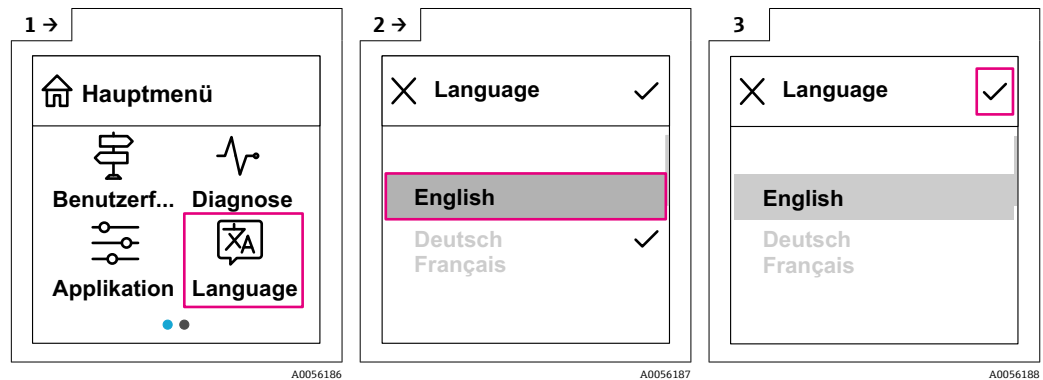 1 →
Hauptmenü
Benutzerf... Diagnose
Applikation Language
A0056186
2 →
Language
English
Deutsch
Français
A0056187
3
Language
English
Deutsch
Français
A0056188